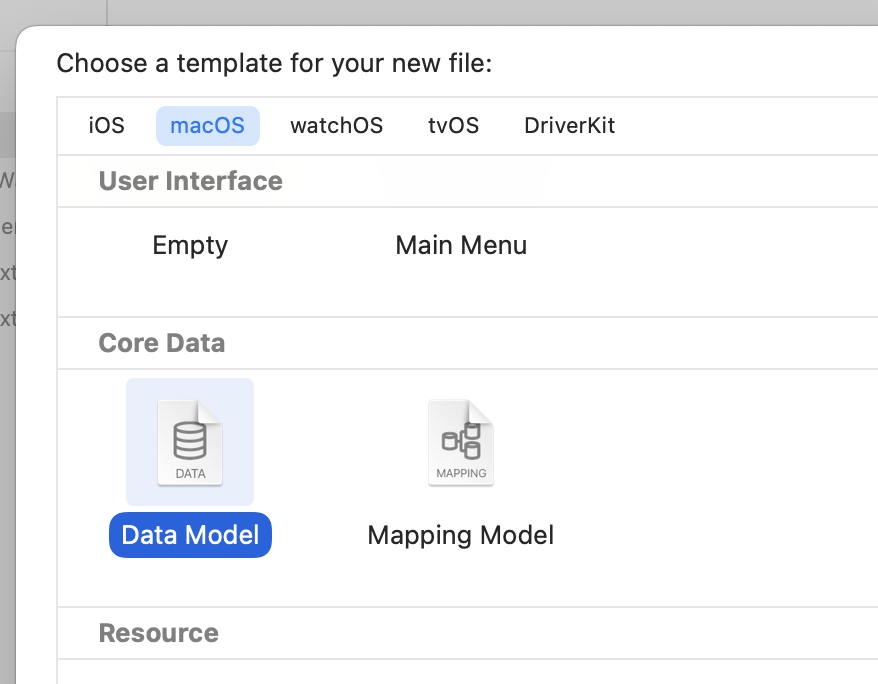 Choose a template for your new file:
iOS macOS watchOS tvOS DriverKit
User Interface
Empty Main Menu
Core Data
DATA MAPPING
Data Model Mapping Model
Resource